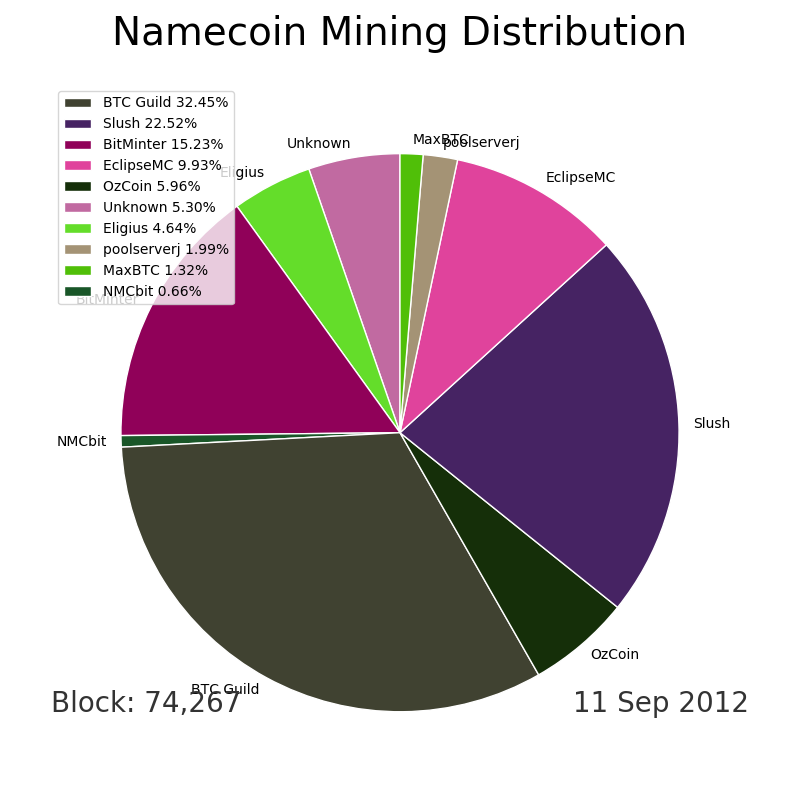 Namecoin Mining Distribution
BTC Guild 32.45%
Slush 22.52%
BitMinter 15.23%
EclipseMC 9.93%
OzCoin 5.96%
Unknown 5.30%
Eligius 4.64%
poolserverj 1.99%
MaxBTC 1.32%
NMCbit 0.66%
MaxBTC
poolserverj
Unknown
Eligius
EclipseMC
BitMinter
Slush
NMCbit
OzCoin
BTC Guild
Block: 74,267
11 Sep 2012